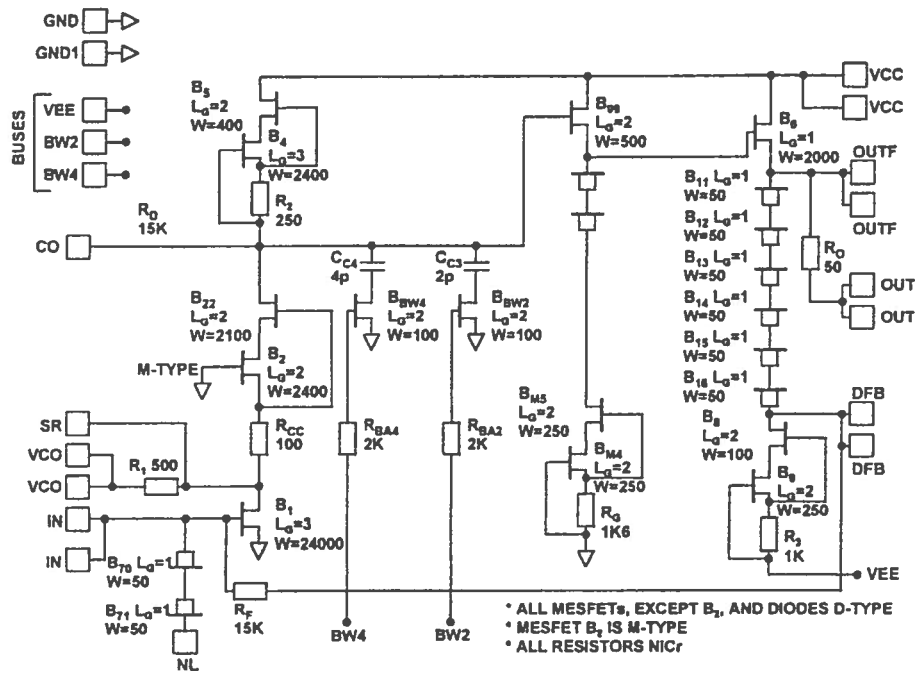 GND
GND1
BUSES
VEE
BW2
BW4
B5
LG=2
W=400
B4
LG=3
W=2400
R2
250
RD
15K
CO
B99
LG=2
W=500
B6
LG=1
W=2000
VCC
VCC
OUTF
OUTF
B11 LG=1
W=50
B12 LG=1
W=50
B13 LG=1
W=50
B14 LG=1
W=50
B15 LG=1
W=50
B16 LG=1
W=50
RO
50
OUT
OUT
CC4
4p
CC3
2p
BBW4
LG=2
W=100
BBW2
LG=2
W=100
B22
LG=2
W=2100
B2
LG=2
W=2400
M-TYPE
SR
VCO
VCO
R1 500
RCC
100
RBA4
2K
RBA2
2K
BM5
LG=2
W=250
BM4
LG=2
W=250
RG
1K6
DFB
DFB
B8
LG=2
W=100
B9
LG=2
W=250
R3
1K
VEE
IN
IN
B1
LG=3
W=24000
B70 LG=1
W=50
B71 LG=1
W=50
RF
15K
NL
BW4
BW2
* ALL MESFETs, EXCEPT B2, AND DIODES D-TYPE
* MESFET B2 IS M-TYPE
* ALL RESISTORS NiCr